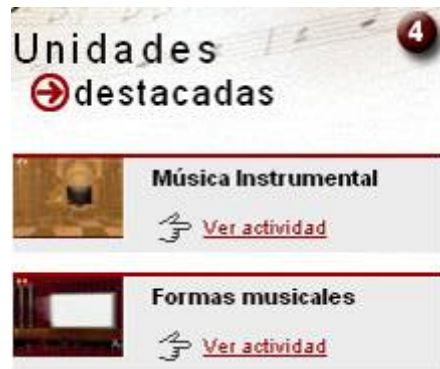 4
Unidades
destacadas
Música Instrumental
Ver actividad
Formas musicales
Ver actividad